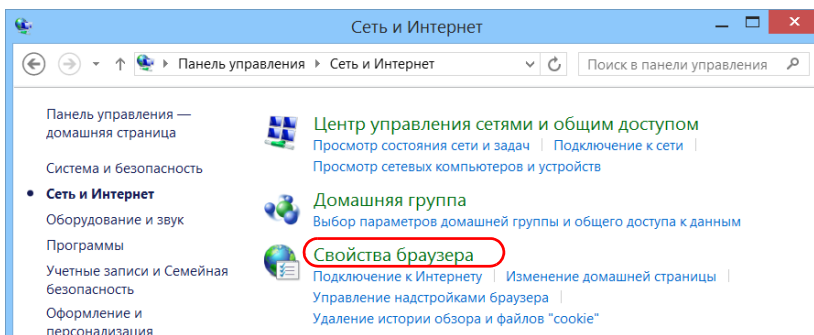 Сеть и Интернет
Панель управления Сеть и Интернет Поиск в панели управления
Панель управления —
домашняя страница
Система и безопасность
Сеть и Интернет
Оборудование и звук
Программы
Учетные записи и Семейная
безопасность
Оформление и
персонализация
Центр управления сетями и общим доступом
Просмотр состояния сети и задач Подключение к сети
Просмотр сетевых компьютеров и устройств
Домашняя группа
Выбор параметров домашней группы и общего доступа к данным
Свойства браузера
Подключение к Интернету Изменение домашней страницы
Управление надстройками браузера
Удаление истории обзора и файлов "cookie"